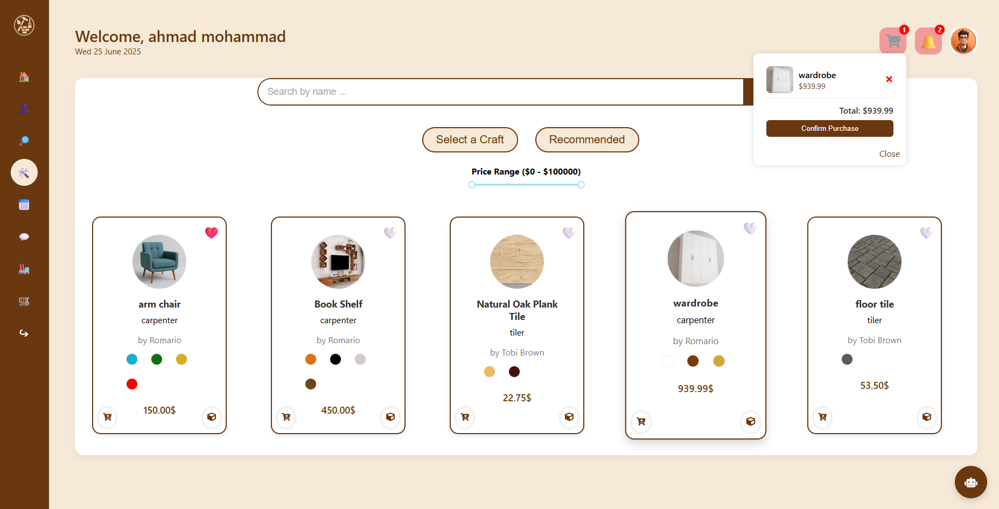 Welcome, ahmad mohammad
Wed 25 June 2025
1
2
wardrobe
$939.99
Total: $939.99
Confirm Purchase
Close
Search by name ...
Select a Craft
Recommended
Price Range ($0 - $100000)
arm chair
carpenter
by Romario
150.00$
Book Shelf
carpenter
by Romario
450.00$
Natural Oak Plank
Tile
tiler
by Tobi Brown
22.75$
wardrobe
carpenter
by Romario
939.99$
floor tile
tiler
by Tobi Brown
53.50$